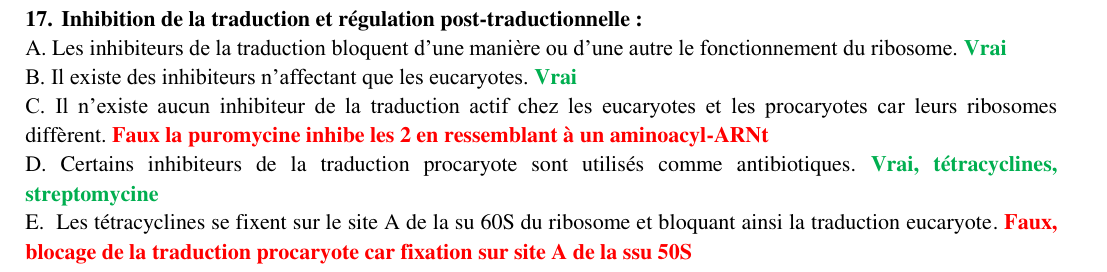 17. Inhibition de la traduction et régulation post-traductionnelle :
A. Les inhibiteurs de la traduction bloquent d’une manière ou d’une autre le fonctionnement du ribosome. Vrai
B. Il existe des inhibiteurs n’affectant que les eucaryotes. Vrai
C. Il n’existe aucun inhibiteur de la traduction actif chez les eucaryotes et les procaryotes car leurs ribosomes
diffèrent. Faux la puromycine inhibe les 2 en ressemblant à un aminoacyl-ARNt
D. Certains inhibiteurs de la traduction procaryote sont utilisés comme antibiotiques. Vrai, tétracyclines,
streptomycine
E. Les tétracyclines se fixent sur le site A de la su 60S du ribosome et bloquant ainsi la traduction eucaryote. Faux,
blocage de la traduction procaryote car fixation sur site A de la ssu 50S